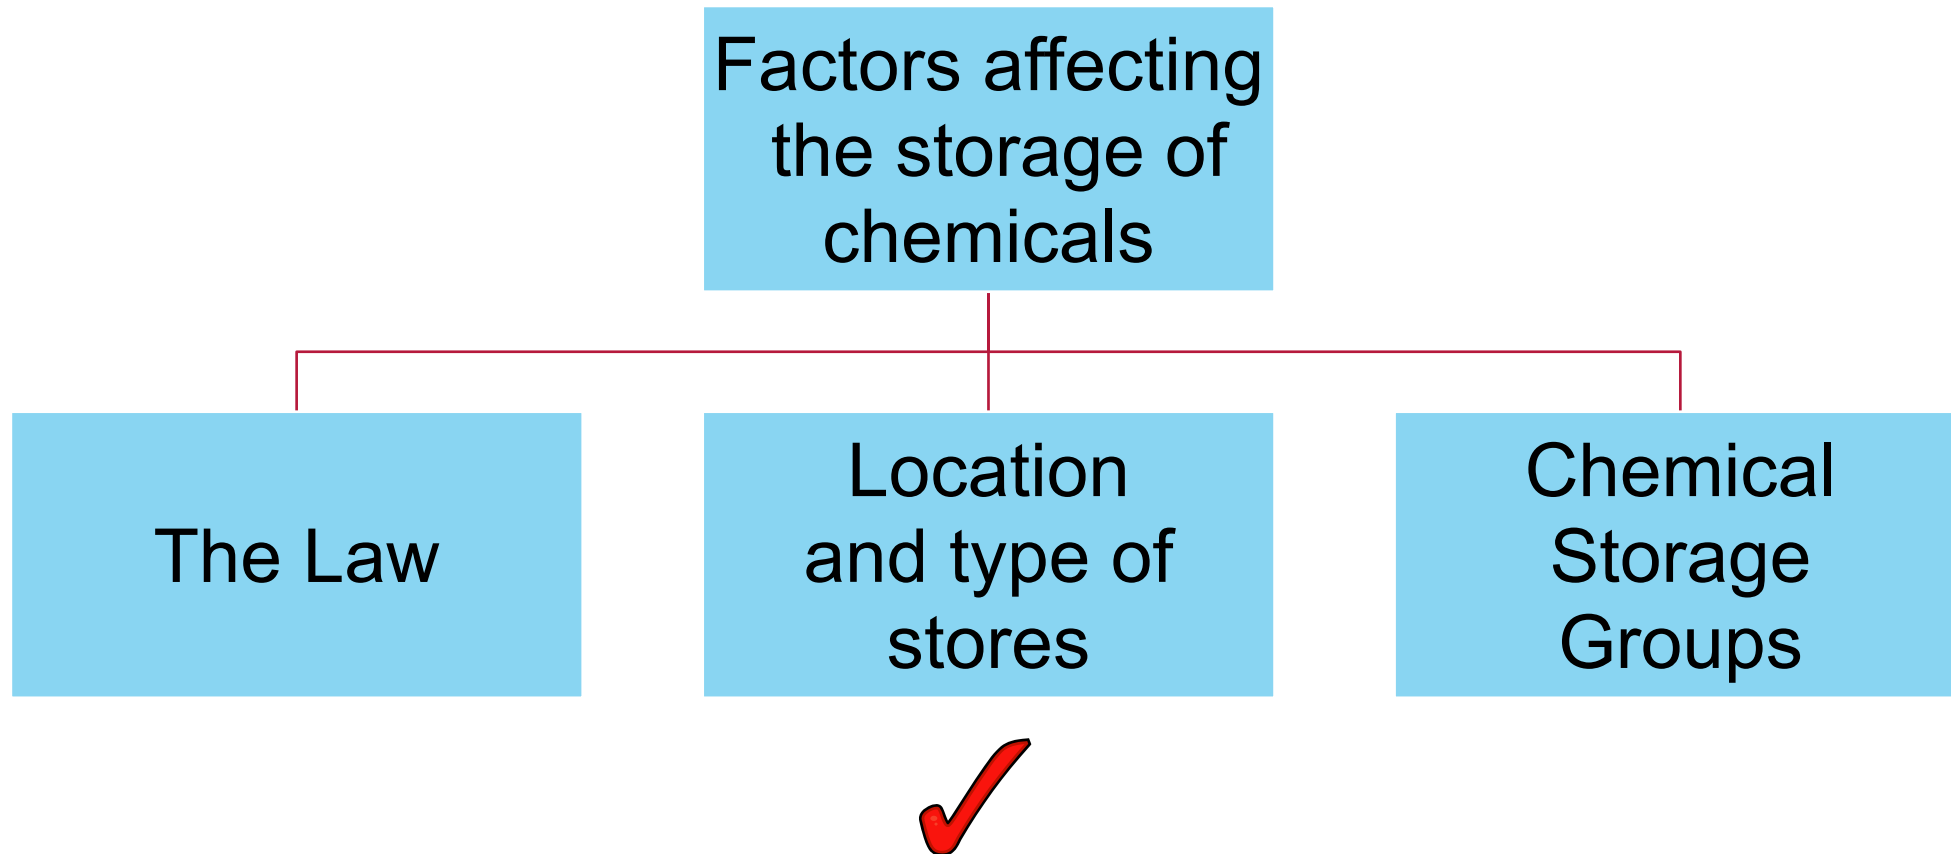 Factors affecting
the storage of
chemicals
The Law
Location
and type of
stores
Chemical
Storage
Groups